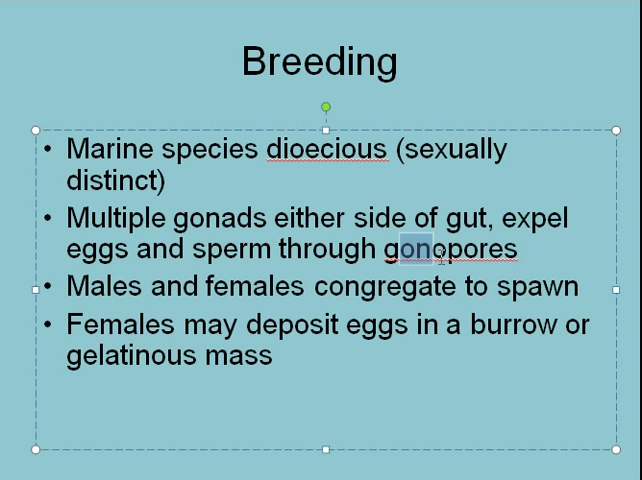 Breeding
• Marine species dioecious (sexually
distinct)
• Multiple gonads either side of gut, expel
eggs and sperm through gonopores
• Males and females congregate to spawn
• Females may deposit eggs in a burrow or
gelatinous mass